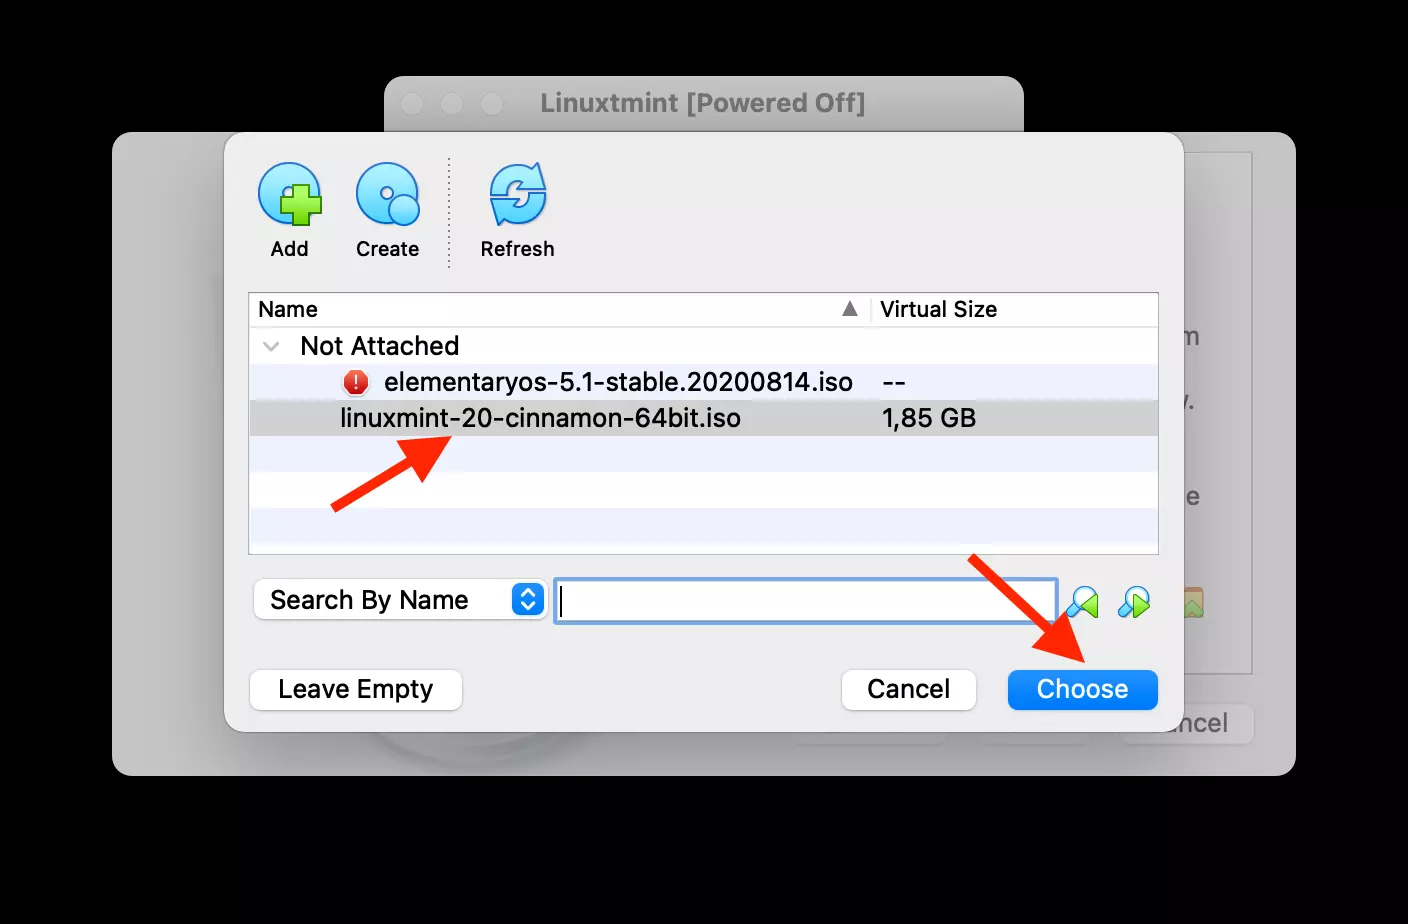 Linuxtmint [Powered Off]
Add Create Refresh
Name Virtual Size
Not Attached
elementaryos-5.1-stable.20200814.iso --
linuxmint-20-cinnamon-64bit.iso 1,85 GB
Search By Name
Leave Empty Cancel Choose